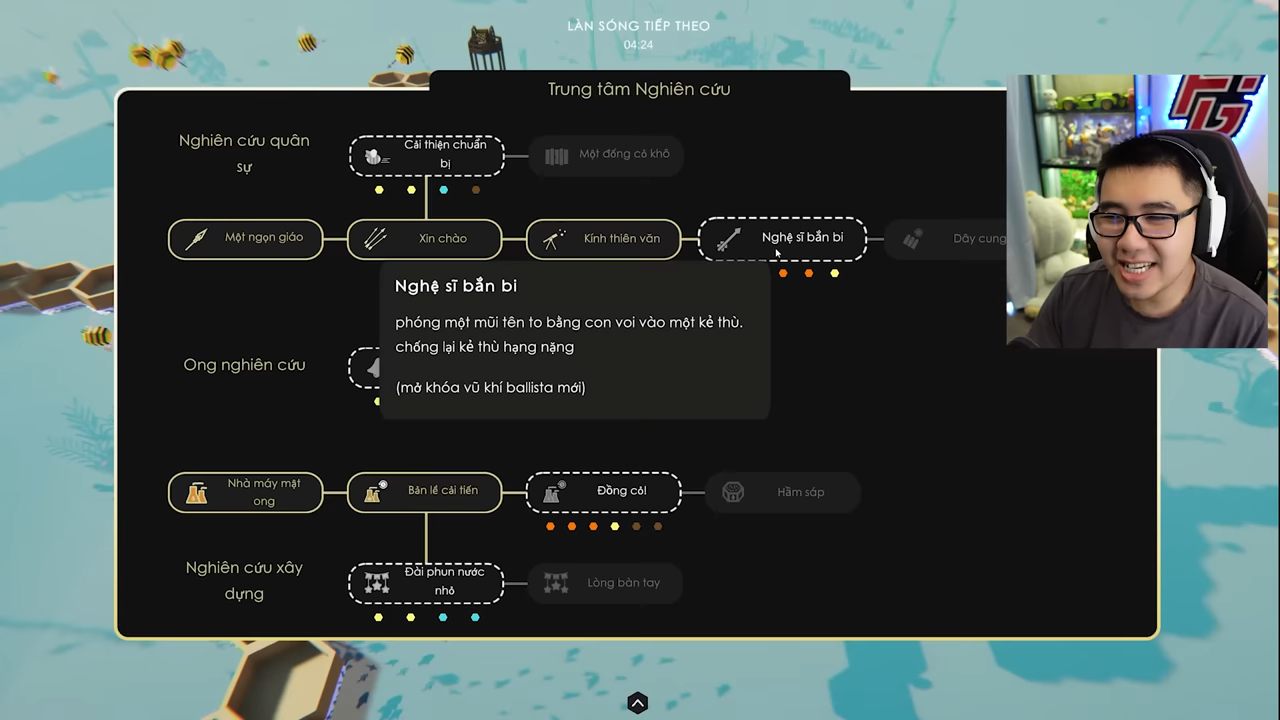 LÀN SÓNG TIẾP THEO
04:24
Trung tâm Nghiên cứu
Nghiên cứu quân
sự
Cải thiện chuẩn
bị
Một đống cỏ khô
Một ngọn giáo
Xin chào
Kính thiên văn
Nghệ sĩ bắn bi
Dây cung
Nghệ sĩ bắn bi
phóng một mũi tên to bằng con voi vào một kẻ thù.
chống lại kẻ thù hạng nặng
(mở khóa vũ khí ballista mới)
Ong nghiên cứu
Nhà máy mật
ong
Bản lề cải tiến
Đồng cỏ!
Hầm sáp
Nghiên cứu xây
dựng
Đài phun nước
nhỏ
Lòng bàn tay